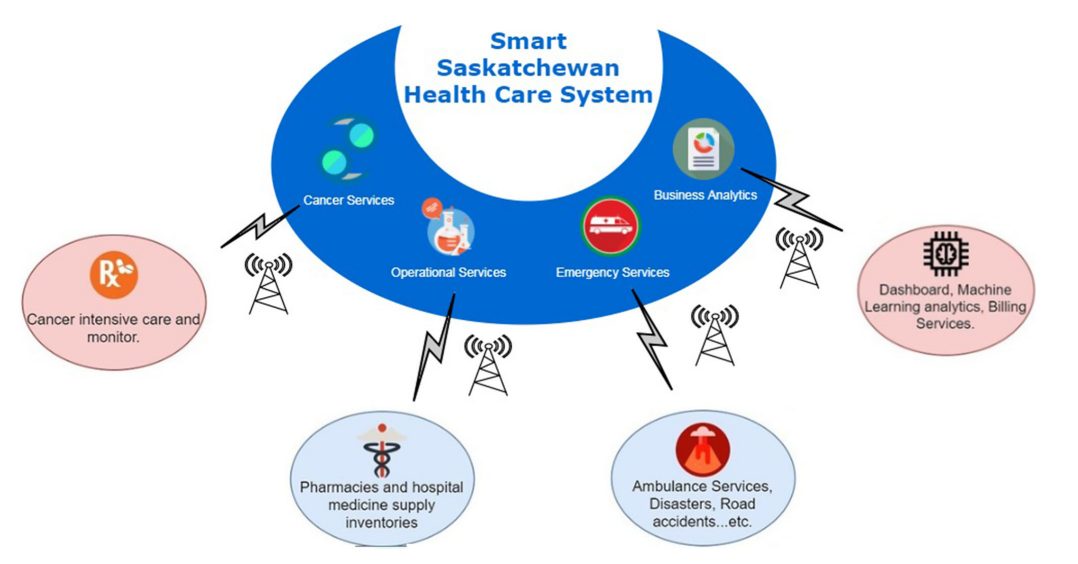 Smart
Saskatchewan
Health Care System
Cancer Services
Operational Services
Emergency Services
Business Analytics
Rx
Cancer intensive care and
monitor.
Pharmacies and hospital
medicine supply
inventories
Ambulance Services,
Disasters, Road
accidents...etc.
Dashboard, Machine
Learning analytics, Billing
Services.